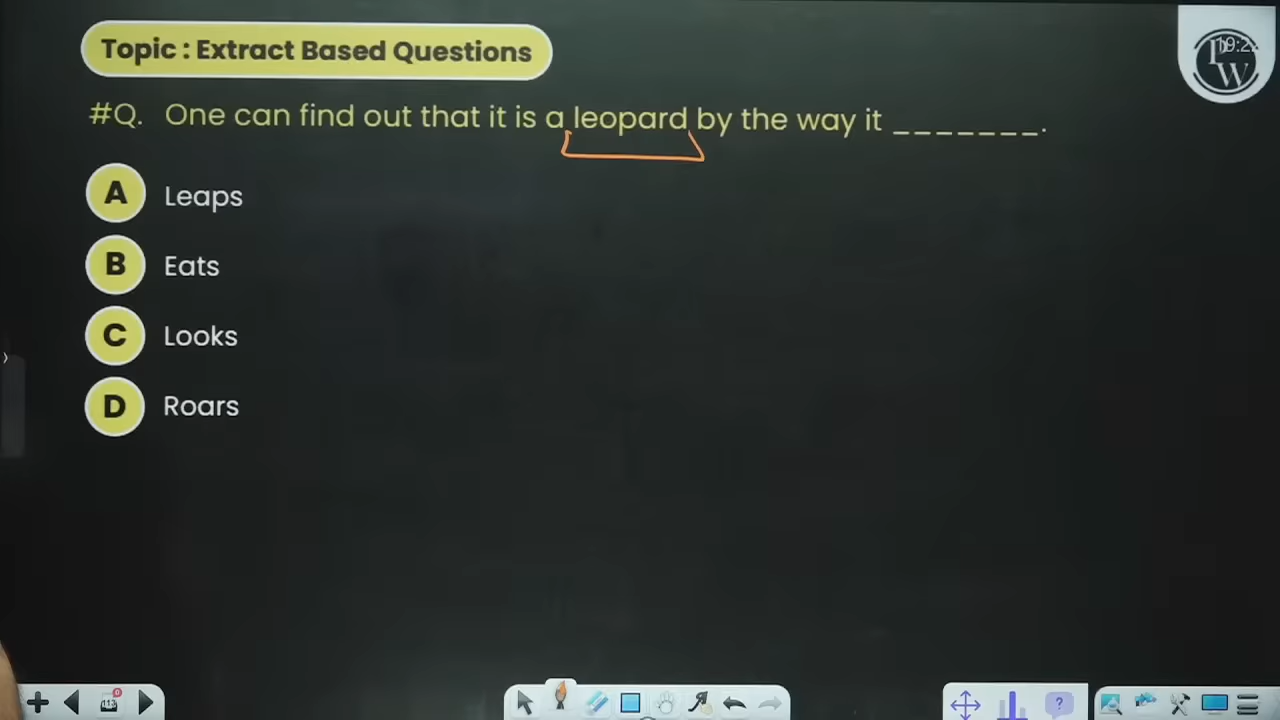 Topic : Extract Based Questions
#Q. One can find out that it is a leopard by the way it _______.
A Leaps
B Eats
C Looks
D Roars